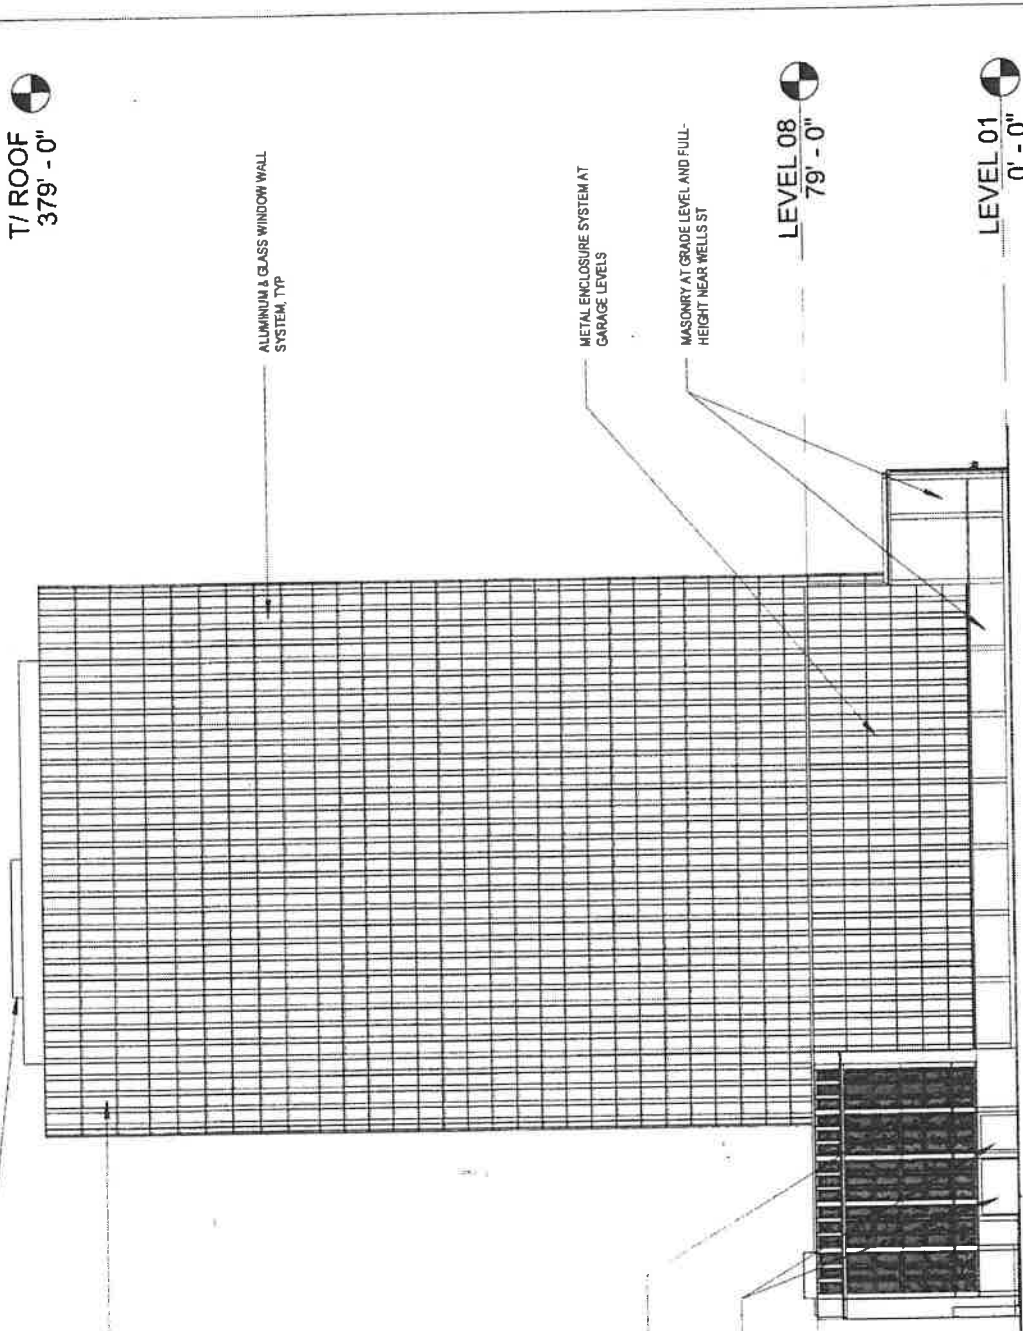 T/ ROOF
379' - 0"
ALUMINUM & GLASS WINDOW WALL
SYSTEM, TYP
METAL ENCLOSURE SYSTEM AT
GARAGE LEVELS
MASONRY AT GRADE LEVEL AND FULL-
HEIGHT NEAR WELLS ST
LEVEL 08
79' - 0"
LEVEL 01
0' - 0"